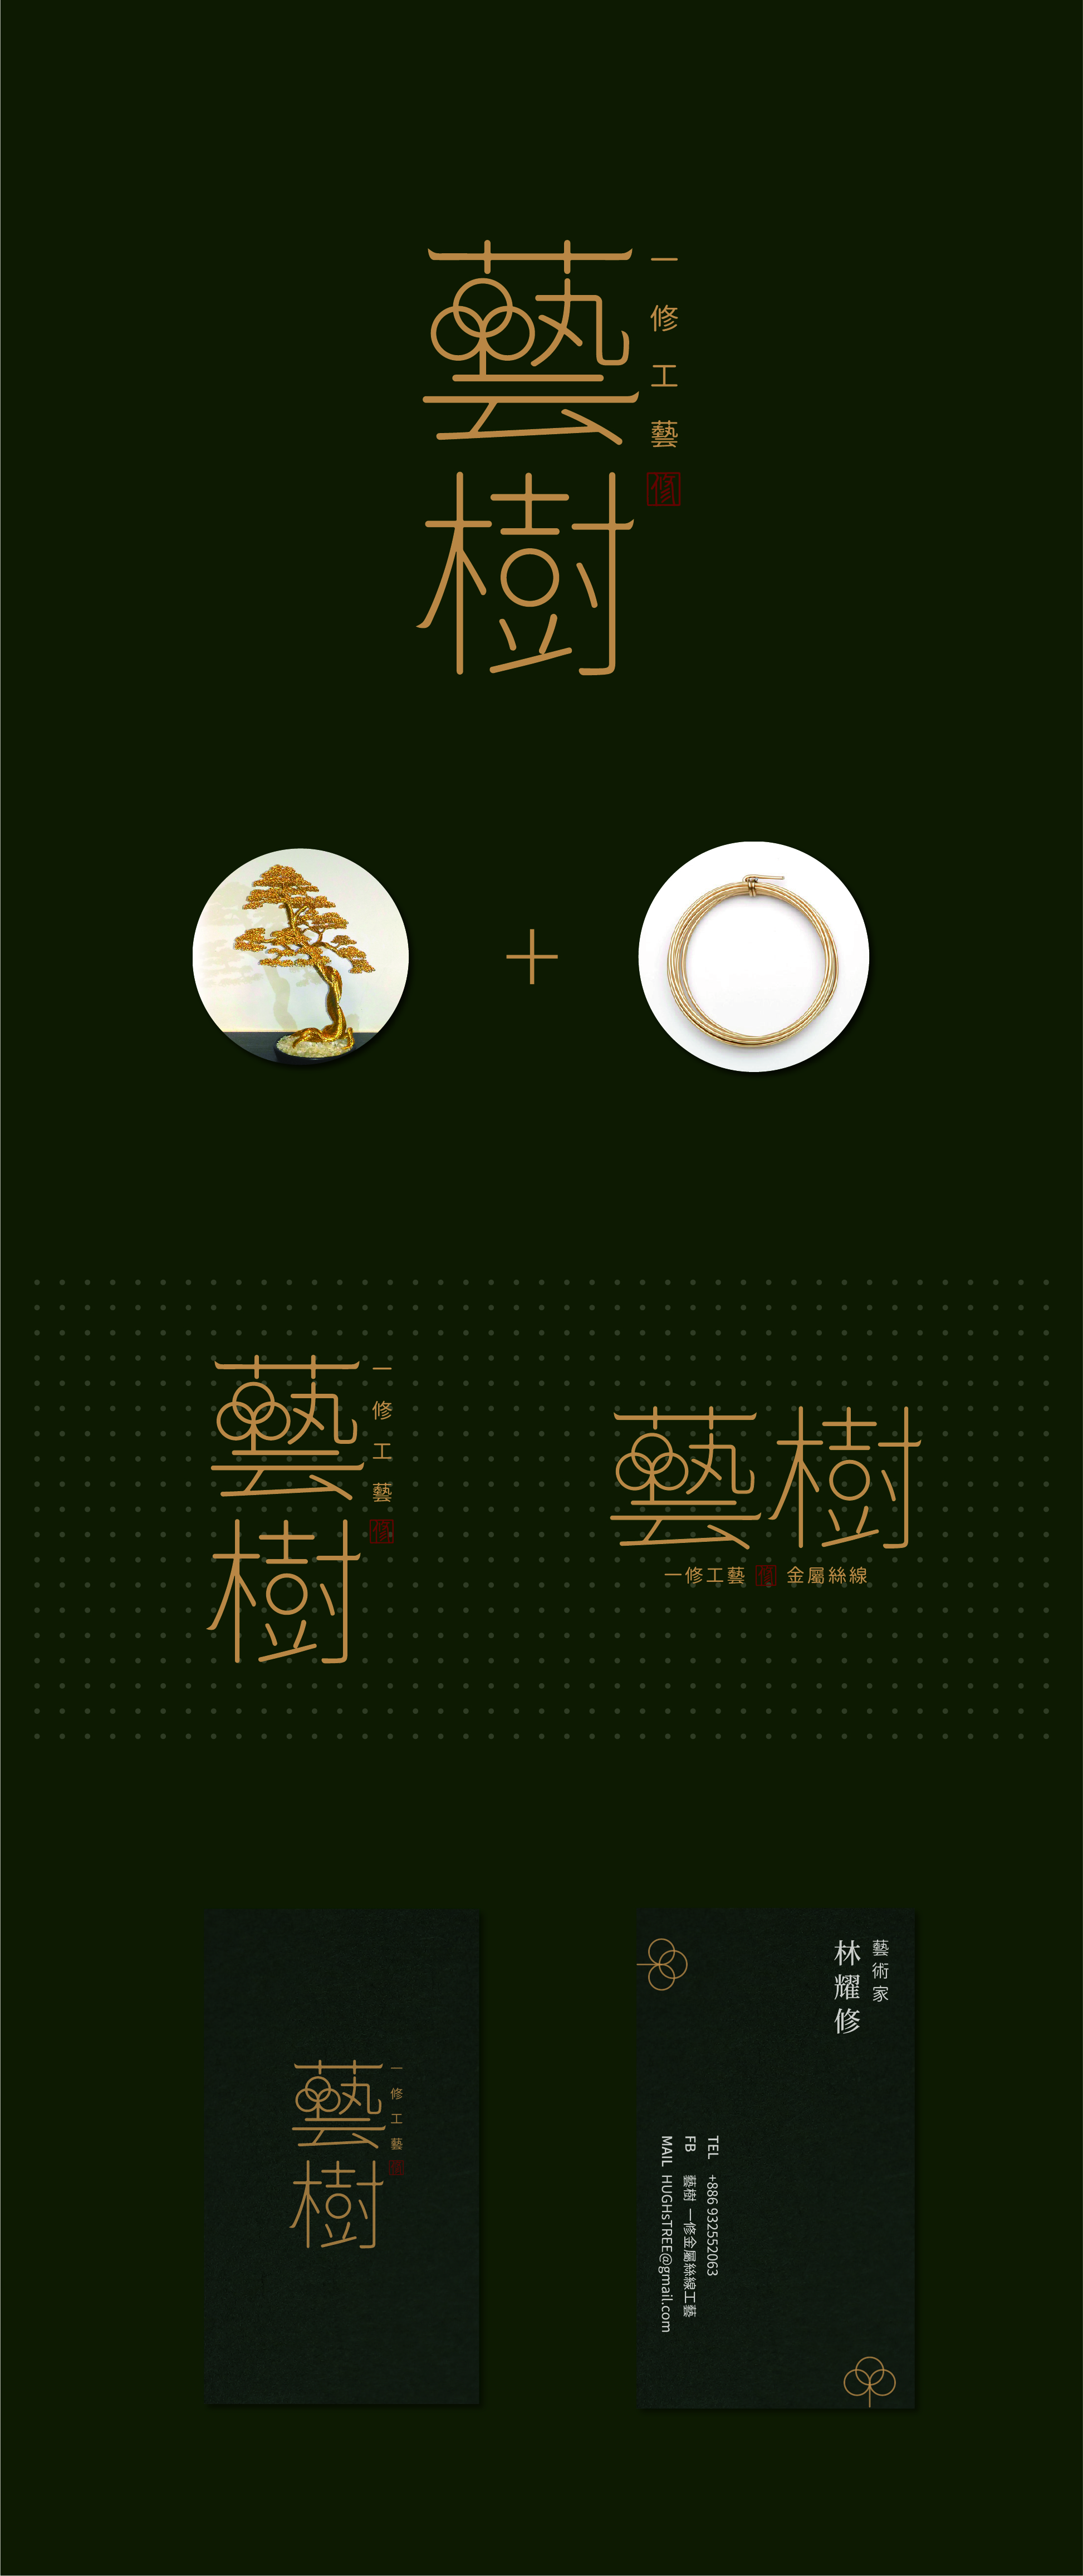 藝樹
一修工藝
修
藝樹
一修工藝
修
藝樹
一修工藝 修 金屬絲線
藝樹
一修工藝
修
藝術家
林耀修
TEL +886 932552063
FB 藝樹 一修金屬絲線工藝
MAIL HUGHsTREE@gmail.com